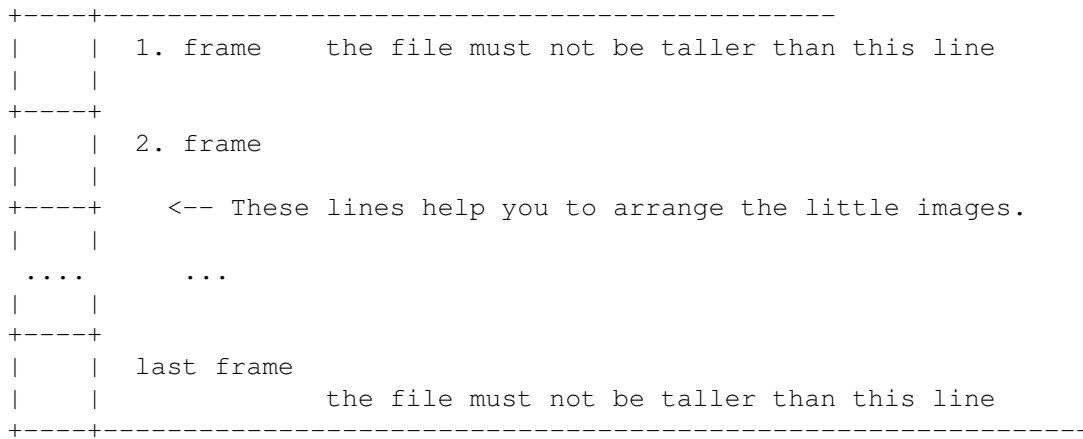 +----+----------------------------------------------
|    |  1. frame    the file must not be taller than this line
|    |
+----+
|    |  2. frame
|    |
+----+    <-- These lines help you to arrange the little images.
|    |
 ....      ...
|    |
+----+
|    |  last frame
|    |              the file must not be taller than this line
+----+--------------------------------------------------------------